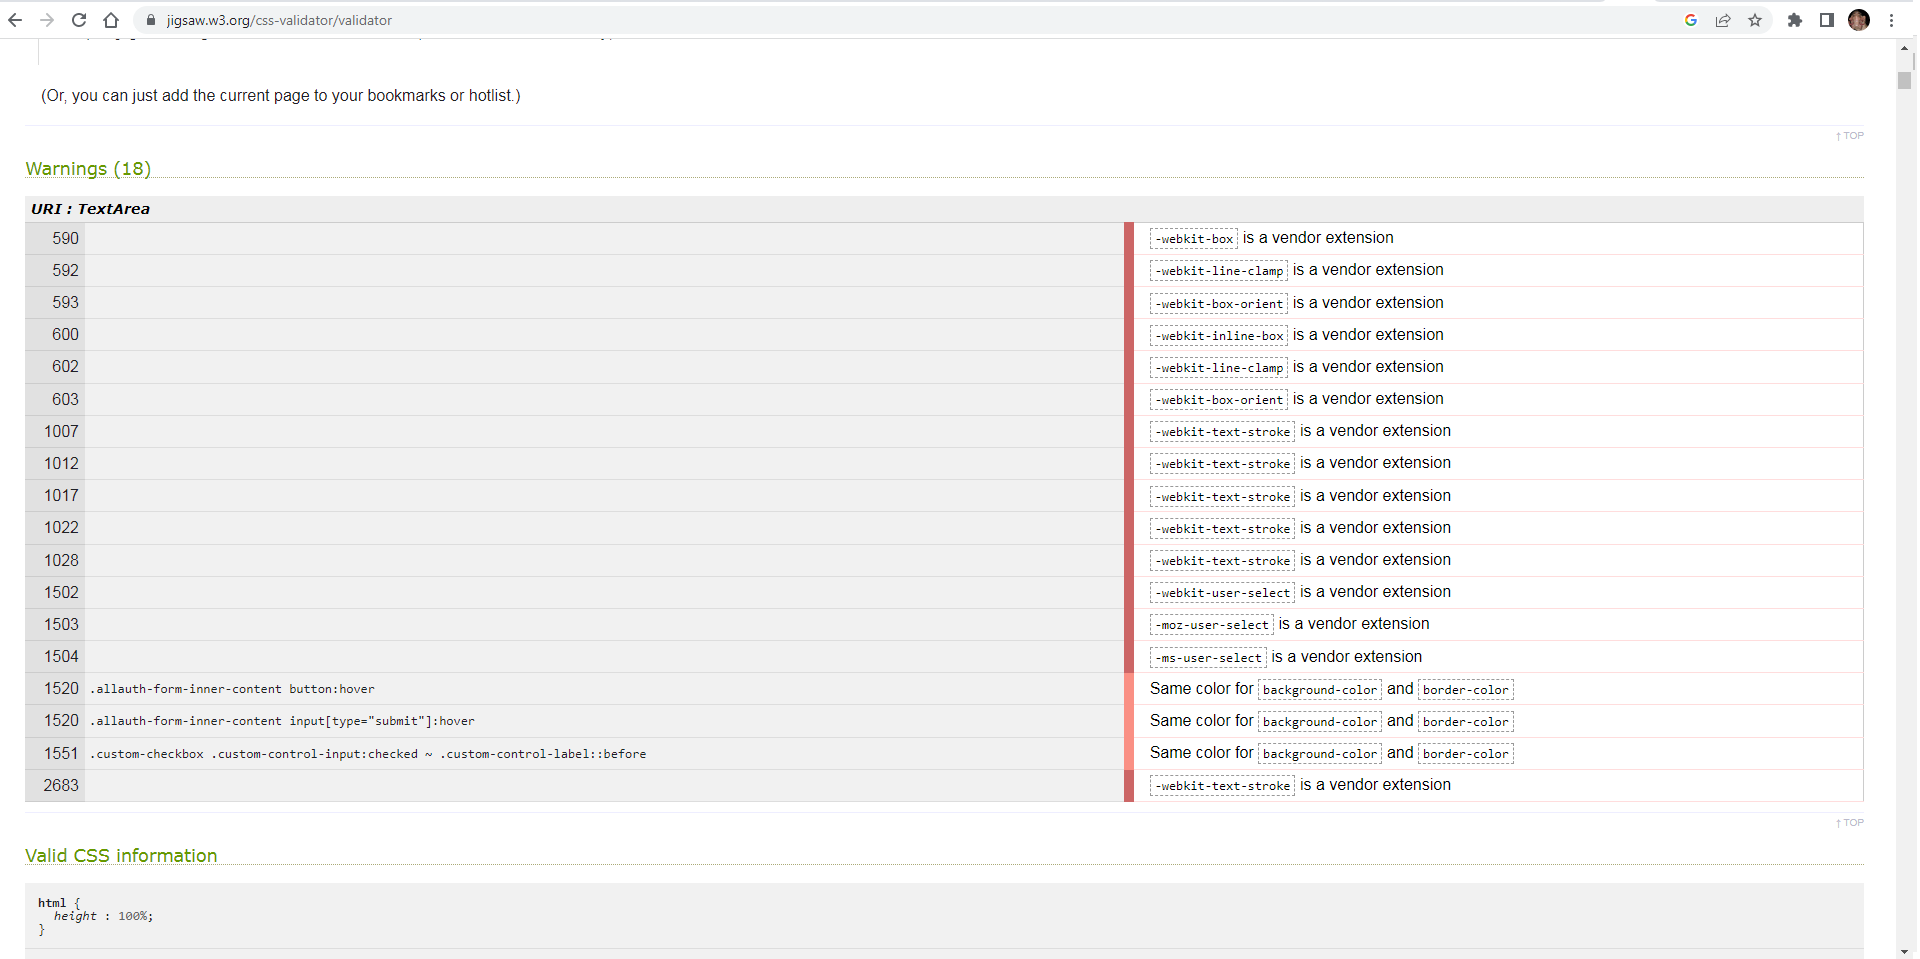 jigsaw.w3.org/css-validator/validator
(Or, you can just add the current page to your bookmarks or hotlist.)
↑ TOP
Warnings (18)
URI : TextArea
590 -webkit-box is a vendor extension
592 -webkit-line-clamp is a vendor extension
593 -webkit-box-orient is a vendor extension
600 -webkit-inline-box is a vendor extension
602 -webkit-line-clamp is a vendor extension
603 -webkit-box-orient is a vendor extension
1007 -webkit-text-stroke is a vendor extension
1012 -webkit-text-stroke is a vendor extension
1017 -webkit-text-stroke is a vendor extension
1022 -webkit-text-stroke is a vendor extension
1028 -webkit-text-stroke is a vendor extension
1502 -webkit-user-select is a vendor extension
1503 -moz-user-select is a vendor extension
1504 -ms-user-select is a vendor extension
1520 .allauth-form-inner-content button:hover Same color for background-color and border-color
1520 .allauth-form-inner-content input[type="submit"]:hover Same color for background-color and border-color
1551 .custom-checkbox .custom-control-input:checked ~ .custom-control-label::before Same color for background-color and border-color
2683 -webkit-text-stroke is a vendor extension
↑ TOP
Valid CSS information
html {
height : 100%;
}